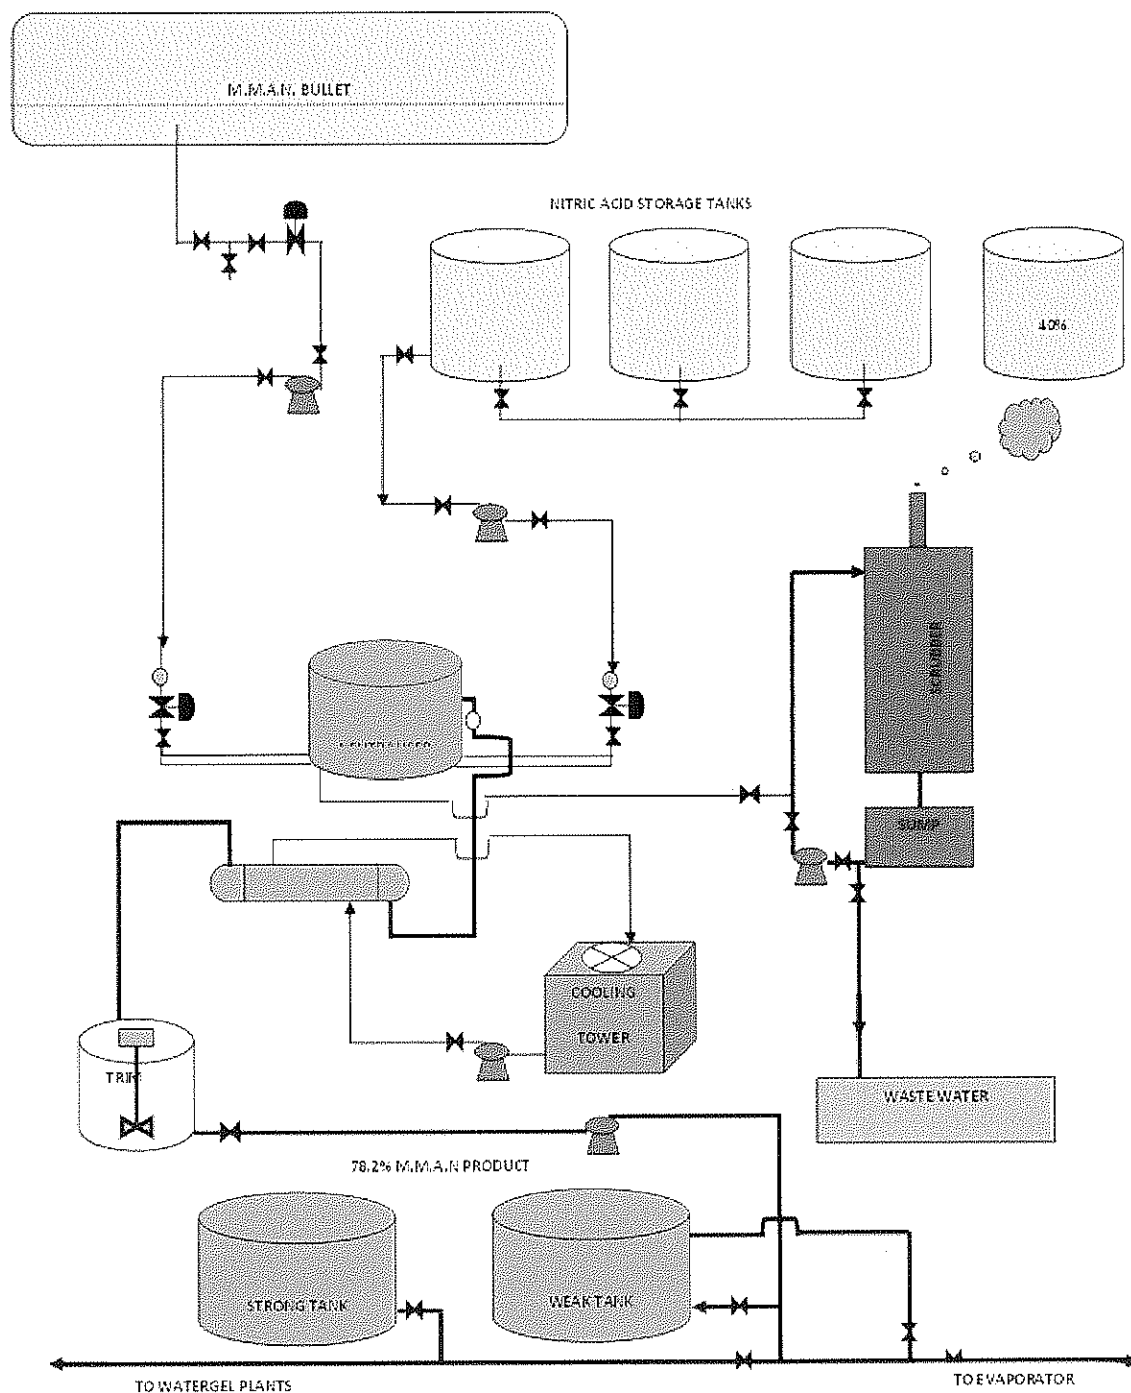 M.M.A.N. BULLET
NITRIC ACID STORAGE TANKS
40%
SCRUBBER
SUMP
COOLING
TOWER
TRIM
WASTE WATER
78.2% M.M.A.N PRODUCT
STRONG TANK
WEAK TANK
TO WATERGEL PLANTS
TO EVAPORATOR